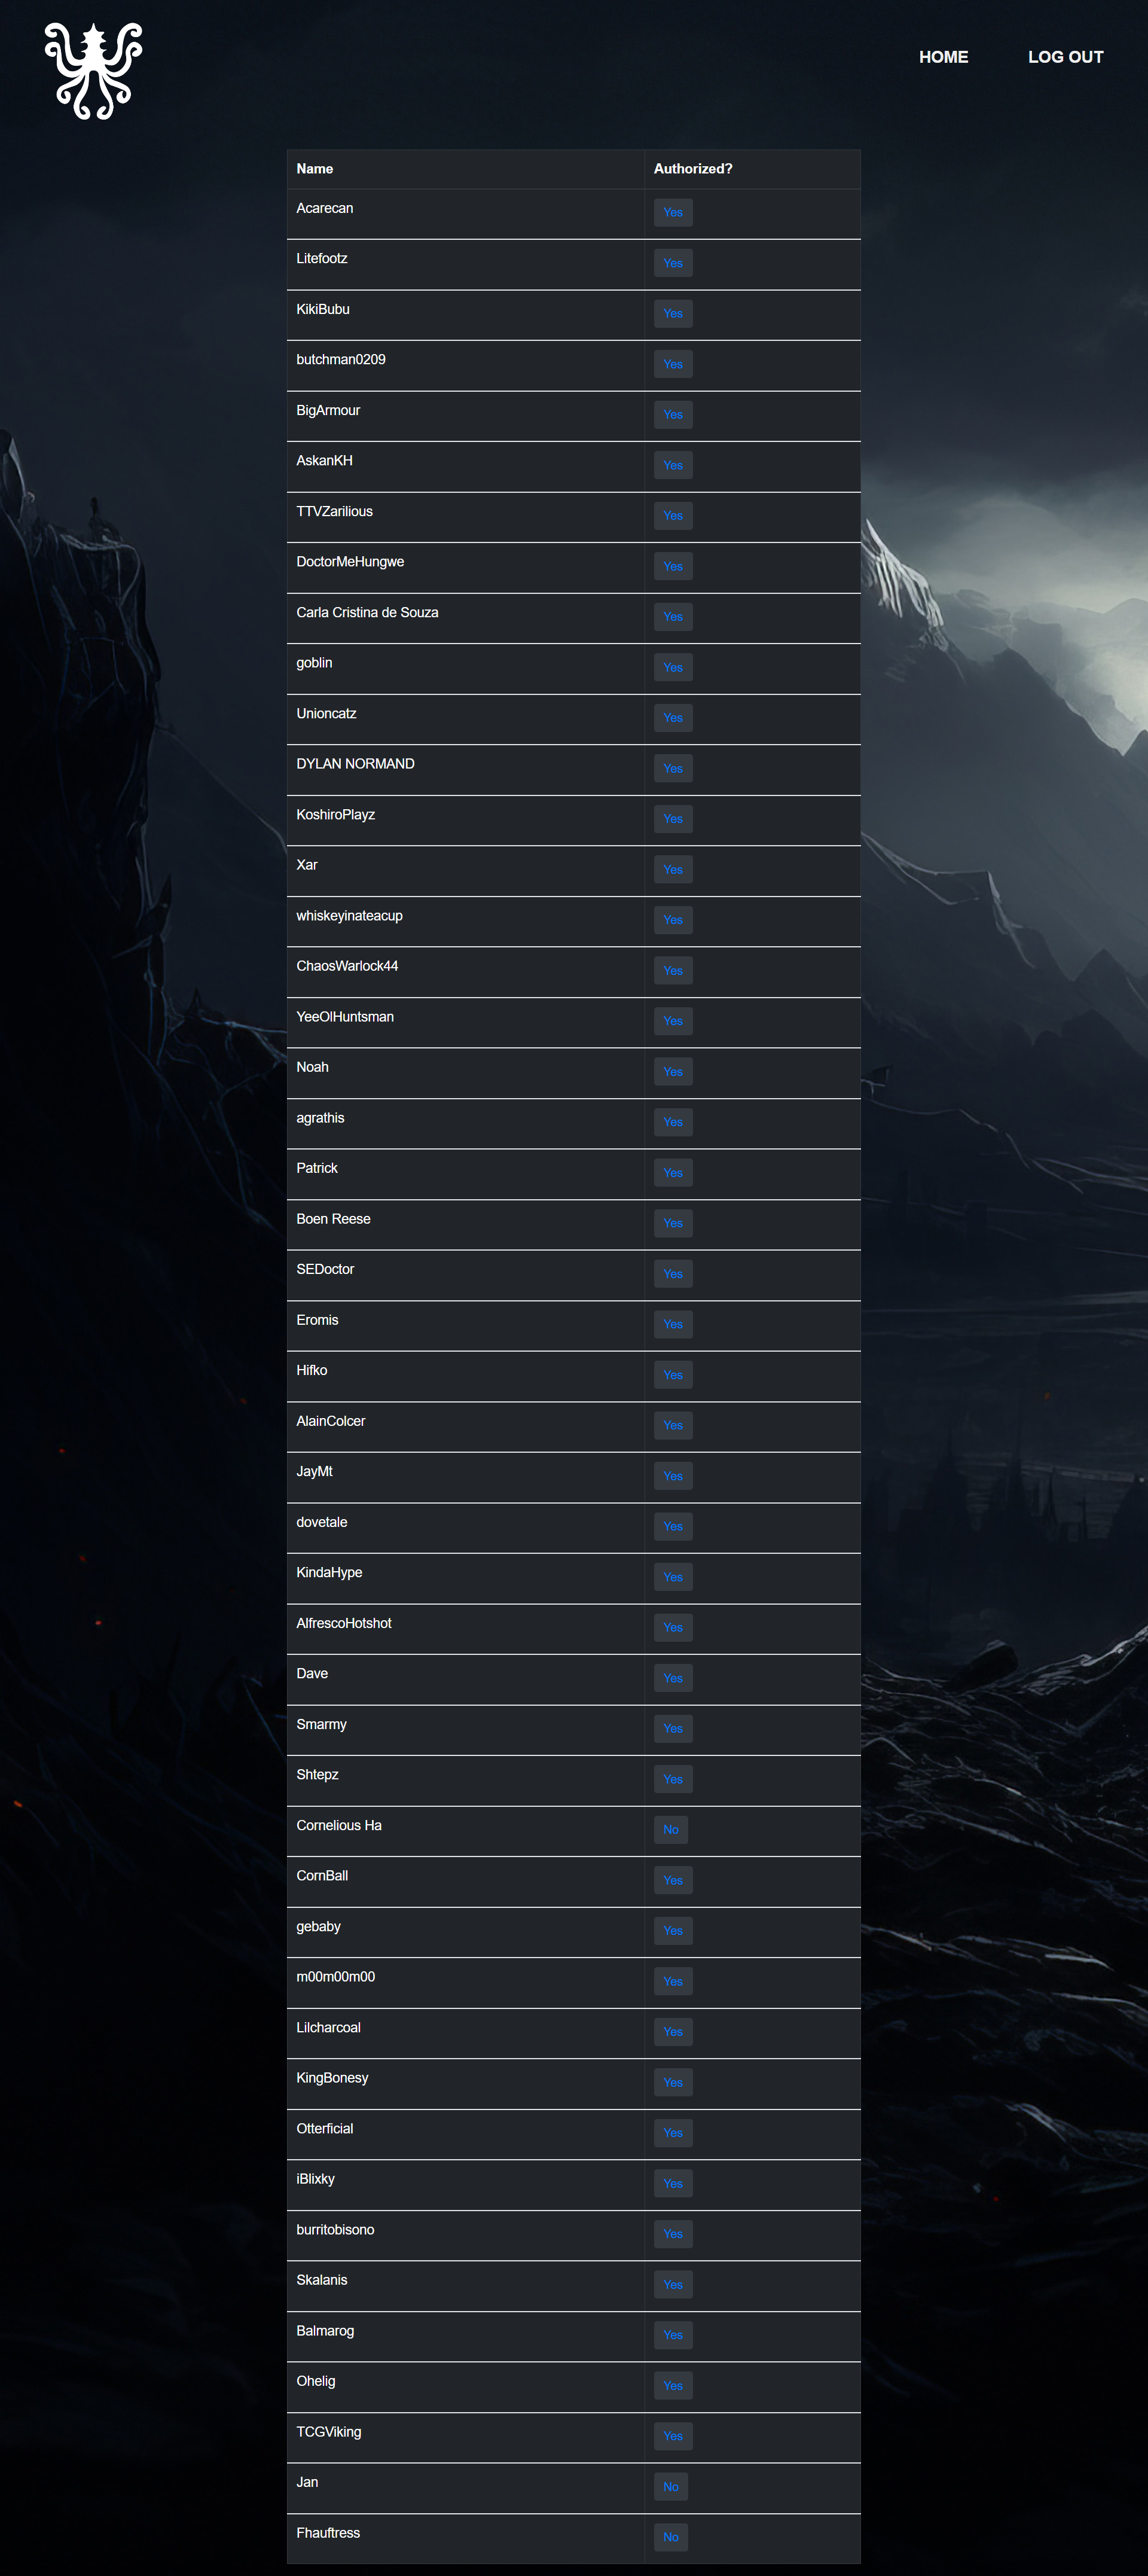 HOME LOG OUT
Name Authorized?
Acarecan Yes
Litefootz Yes
KikiBubu Yes
butchman0209 Yes
BigArmour Yes
AskanKH Yes
TTVZarilious Yes
DoctorMeHungwe Yes
Carla Cristina de Souza Yes
goblin Yes
Unioncatz Yes
DYLAN NORMAND Yes
KoshiroPlayz Yes
Xar Yes
whiskeyinateacup Yes
ChaosWarlock44 Yes
YeeOlHuntsman Yes
Noah Yes
agrathis Yes
Patrick Yes
Boen Reese Yes
SEDoctor Yes
Eromis Yes
Hifko Yes
AlainColcer Yes
JayMt Yes
dovetale Yes
KindaHype Yes
AlfrescoHotshot Yes
Dave Yes
Smarmy Yes
Shtepz Yes
Cornelious Ha No
CornBall Yes
gebaby Yes
m00m00m00 Yes
Lilcharcoal Yes
KingBonesy Yes
Otterficial Yes
iBlixky Yes
burritobisono Yes
Skalanis Yes
Balmarog Yes
Ohelig Yes
TCGViking Yes
Jan No
Fhauftress No